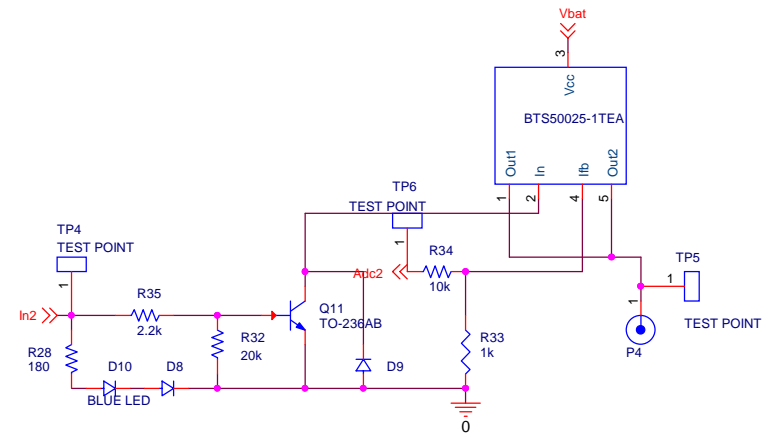 Vbat
3
Vcc
BTS50025-1TEA
Out1
In
Ifb
Out2
1
2
4
5
TP6
TEST POINT
1
TP4
TEST POINT
1
Adc2
R34
10k
TP5
1
TEST POINT
1
P4
In2
R35
2.2k
Q11
TO-236AB
R32
20k
R33
1k
R28
180
D10
D8
D9
BLUE LED
0